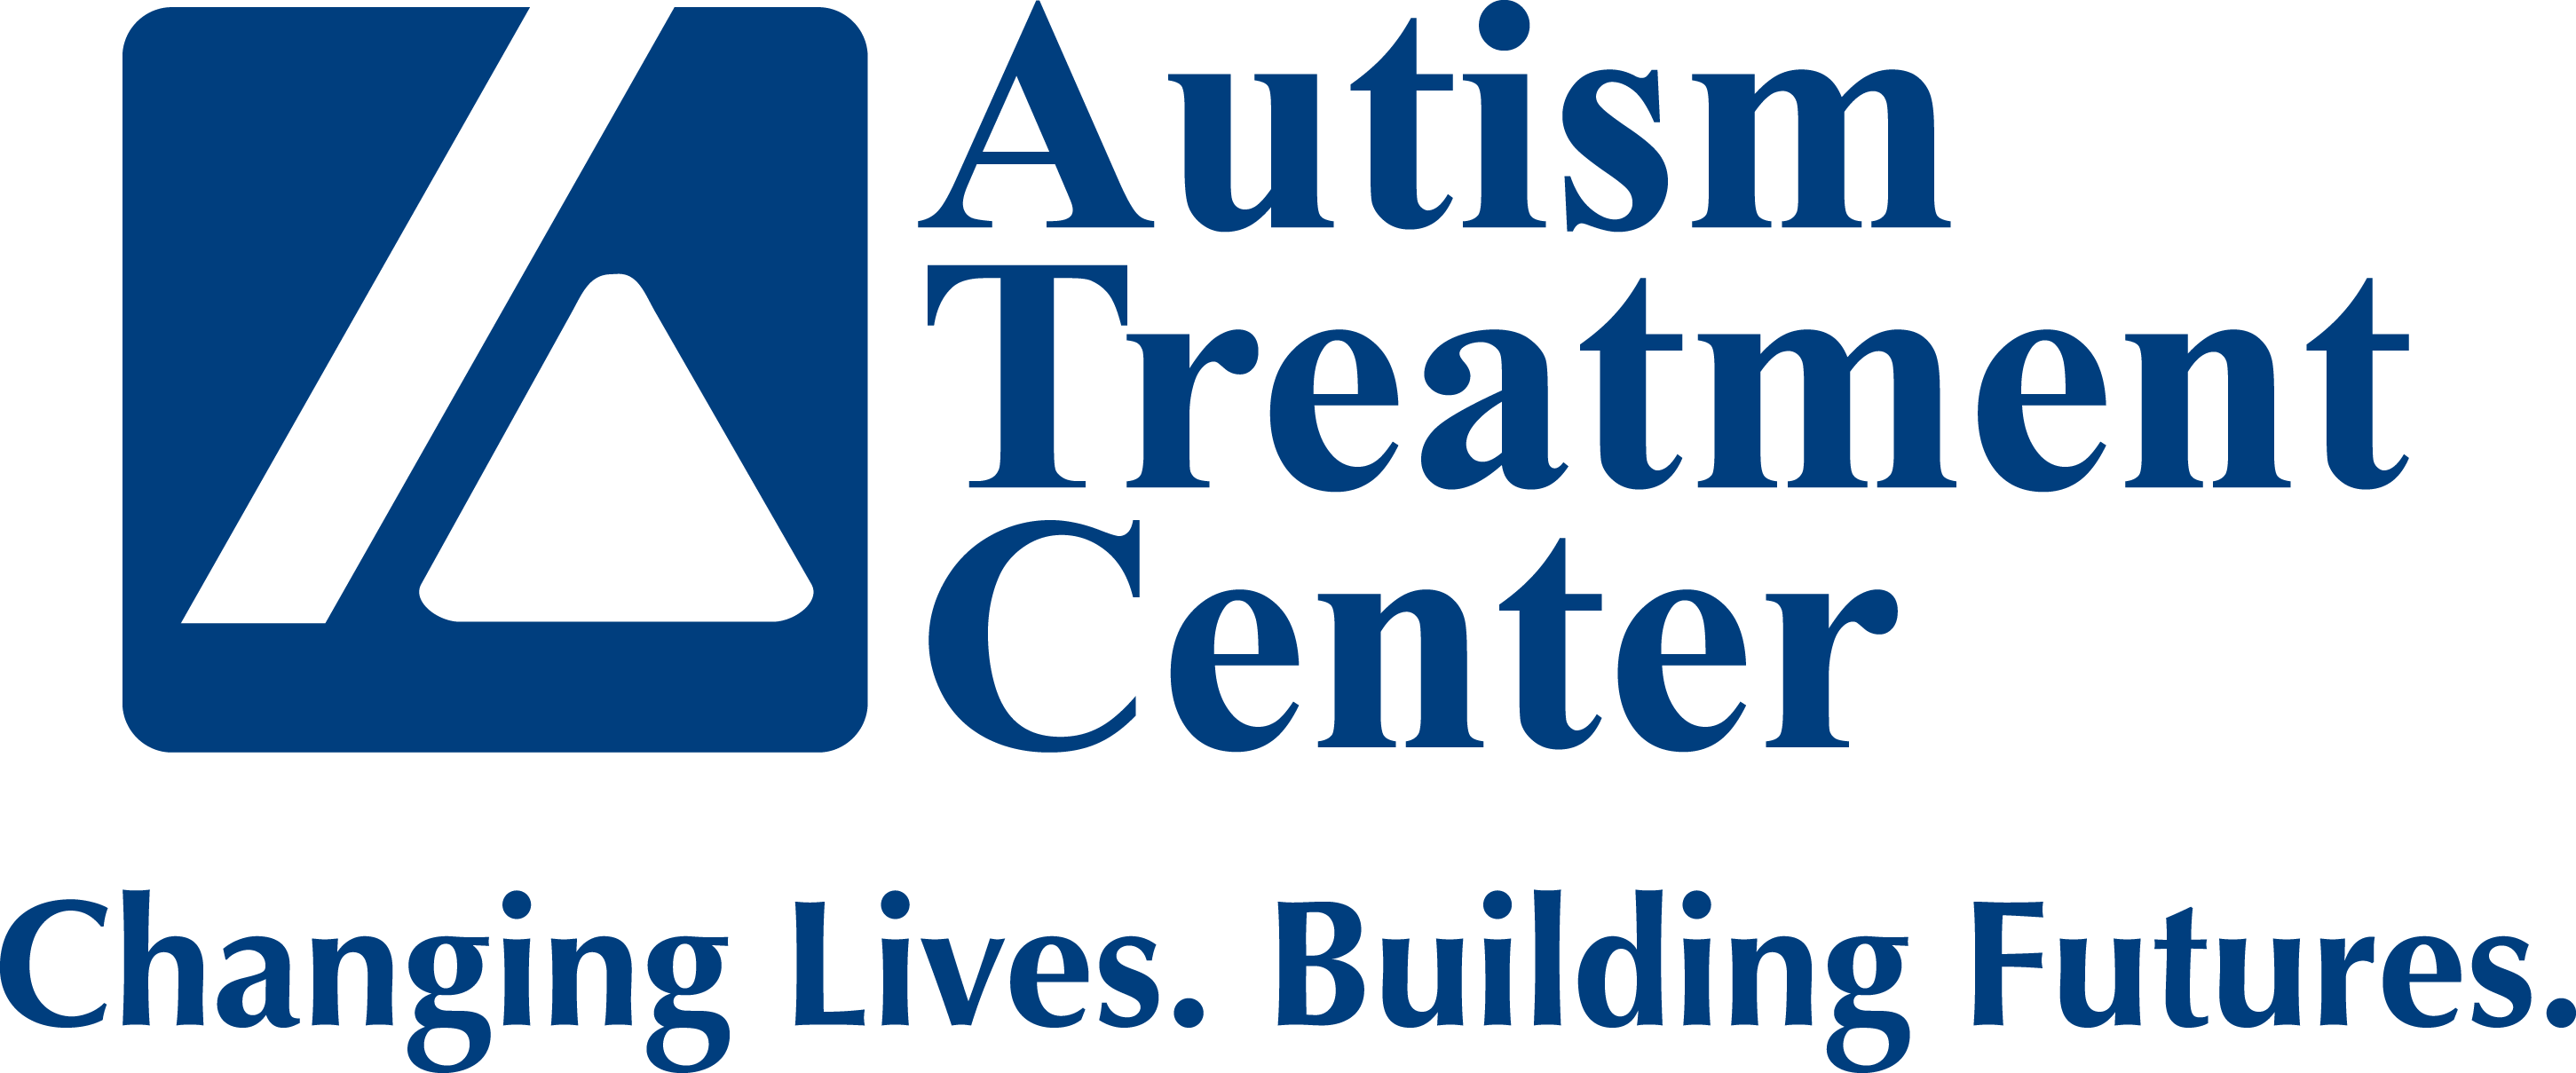 Autism
Treatment
Center
Changing Lives. Building Futures.